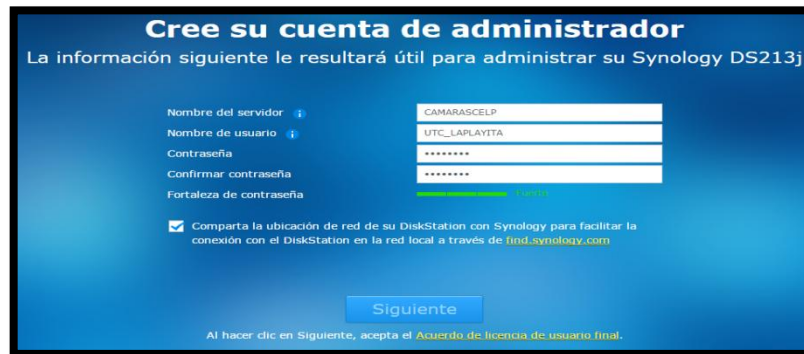 Cree su cuenta de administrador
La información siguiente le resultará útil para administrar su Synology DS213j
Nombre del servidor
CAMARASCELP
Nombre de usuario
UTC_LAPLAYITA
Contraseña
••••••••
Confirmar contraseña
••••••••
Fortaleza de contraseña
Fuerte
Comparta la ubicación de red de su DiskStation con Synology para facilitar la
conexión con el DiskStation en la red local a través de find.synology.com
Siguiente
Al hacer clic en Siguiente, acepta el Acuerdo de licencia de usuario final.